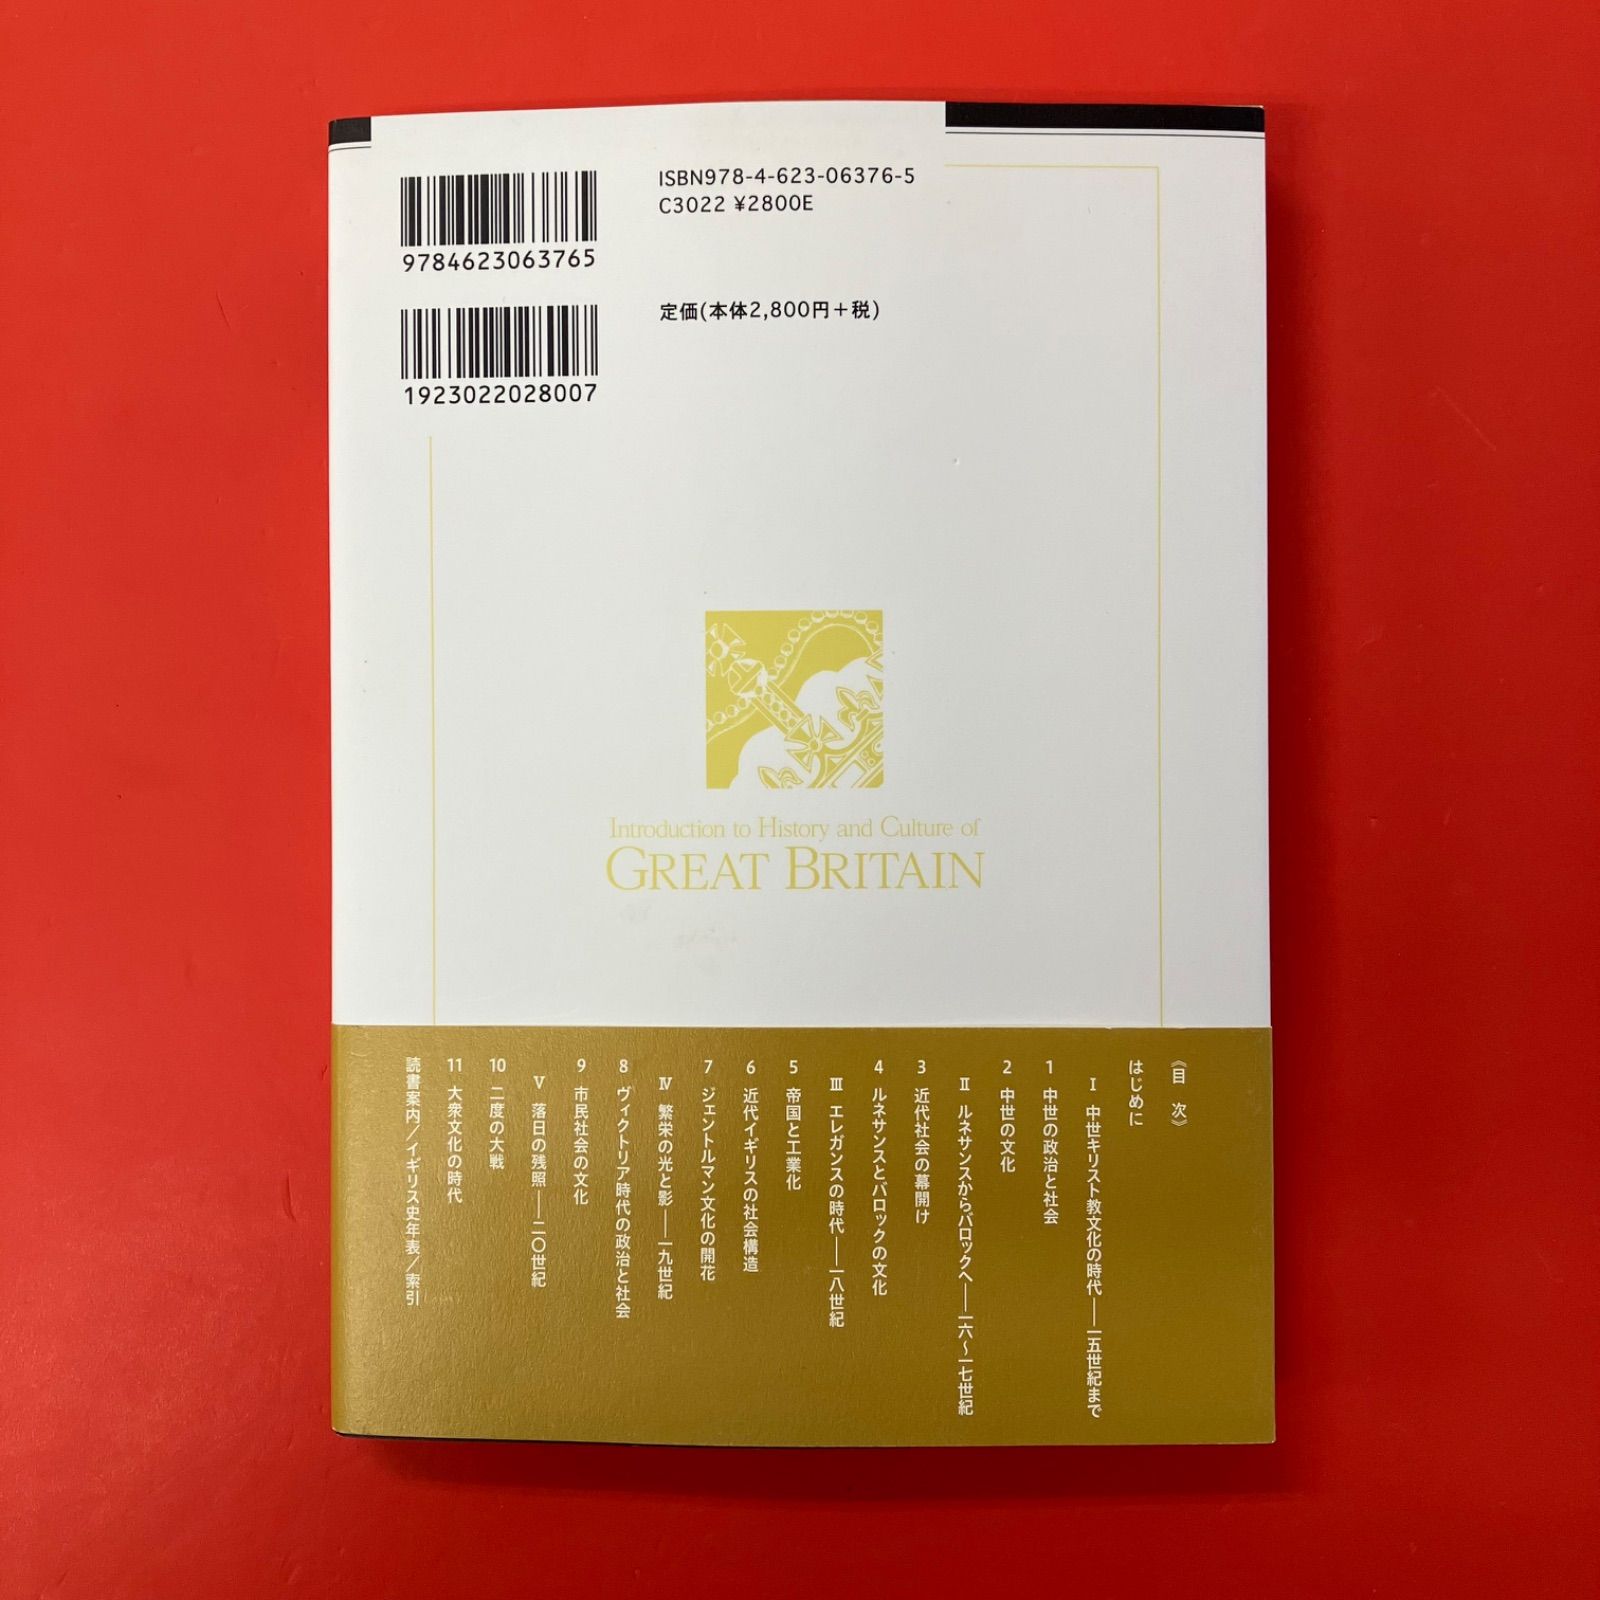 ISBN978-4-623-06376-5
C3022 ¥2800E
9784623063765
定価(本体2,800円＋税)
1923022028007
Introduction to History and Culture of
GREAT BRITAIN
《目 次》
はじめに
Ⅰ 中世キリスト教文化の時代――一五世紀まで
1 中世の政治と社会
2 中世の文化
Ⅱ ルネサンスからバロックへ――一六～一七世紀
3 近代社会の幕開け
4 ルネサンスとバロックの文化
Ⅲ エレガンスの時代――一八世紀
5 帝国と工業化
6 近代イギリスの社会構造
7 ジェントルマン文化の開花
Ⅳ 繁栄の光と影――一九世紀
8 ヴィクトリア時代の政治と社会
9 市民社会の文化
Ⅴ 落日の残照――二〇世紀
10 二度の大戦
11 大衆文化の時代
読書案内／イギリス史年表／索引